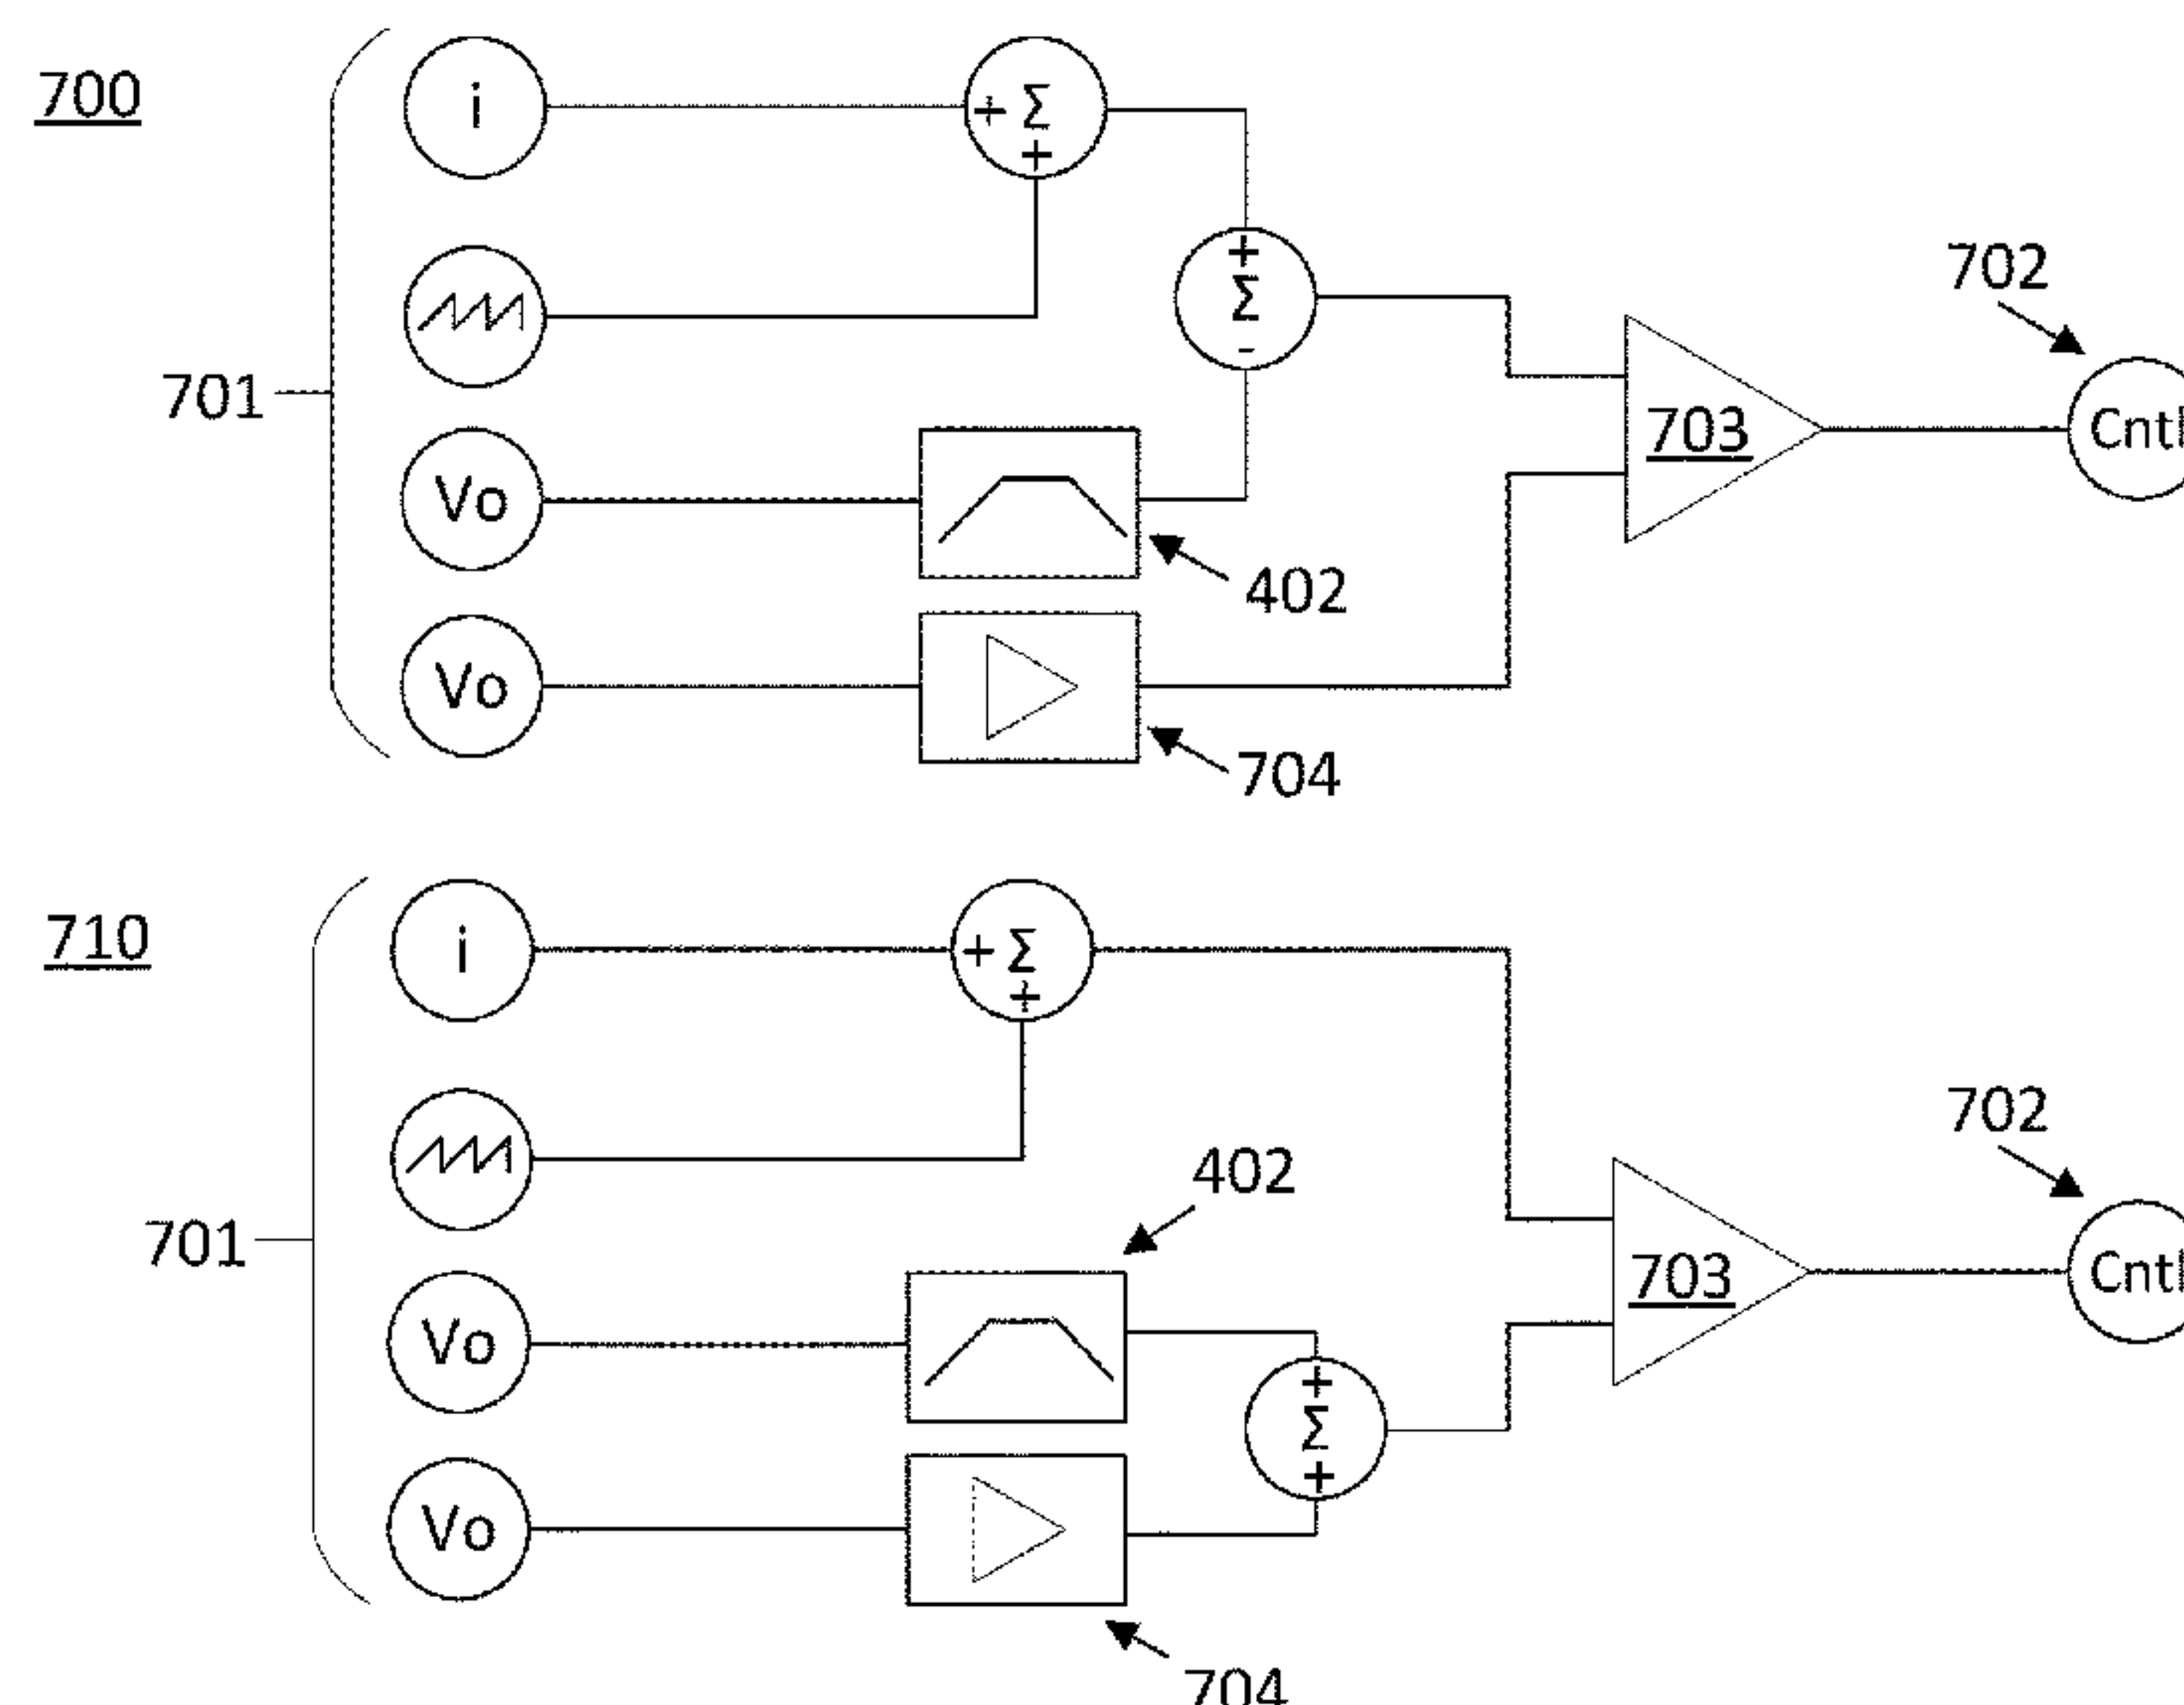 700
i
+ Σ
+
+
Σ
-
701
Vo
402
Vo
704
703
702
Cntl
710
i
+ Σ
+
701
402
Vo
+
Σ
+
Vo
704
703
702
Cntl